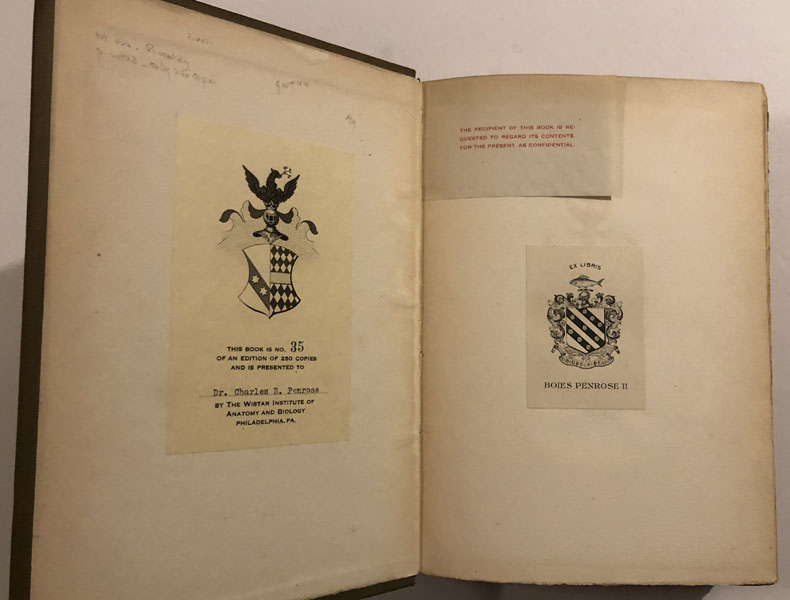 THIS BOOK IS NO. 35
OF AN EDITION OF 250 COPIES
AND IS PRESENTED TO
Dr. Charles B. Penrose
BY THE WISTAR INSTITUTE OF
ANATOMY AND BIOLOGY
PHILADELPHIA, PA.
THE RECIPIENT OF THIS BOOK IS RE-
QUESTED TO REGARD ITS CONTENTS
FOR THE PRESENT AS CONFIDENTIAL
EX LIBRIS
BOIES PENROSE II